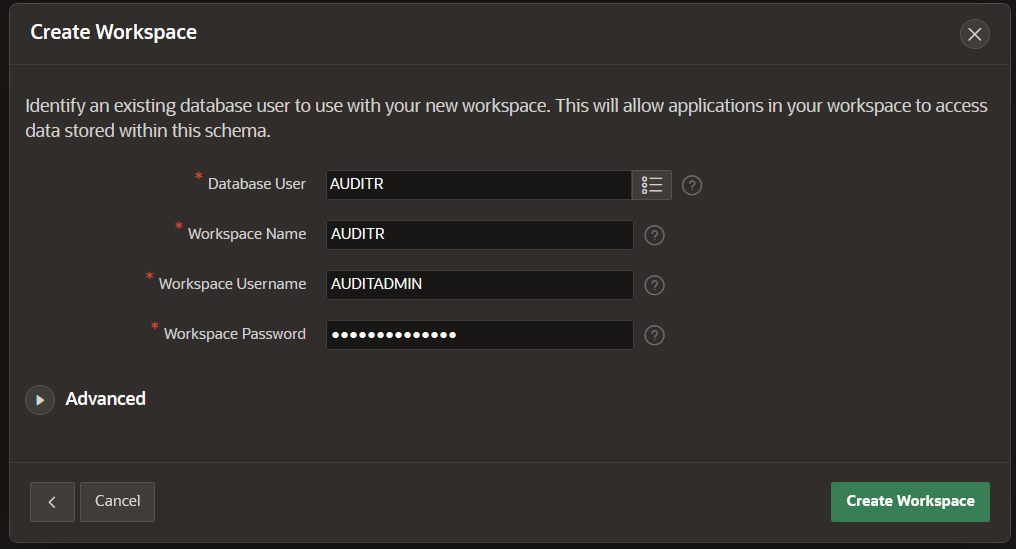 Create Workspace
Identify an existing database user to use with your new workspace. This will allow applications in your workspace to access
data stored within this schema.
* Database User AUDITR ?
* Workspace Name AUDITR ?
* Workspace Username AUDITADMIN ?
* Workspace Password •••••••••••••• ?
Advanced
Cancel Create Workspace